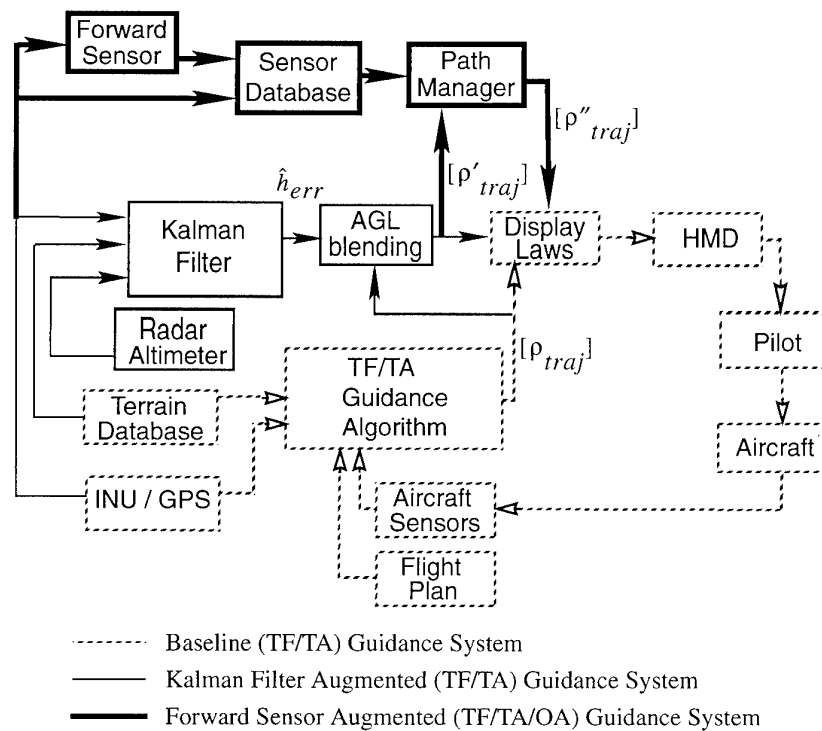 Forward
Sensor
Sensor
Database
Path
Manager
[ρ″traj]
[ρ′traj]
ĥerr
Kalman
Filter
AGL
blending
Display
Laws
HMD
Radar
Altimeter
[ρtraj]
Pilot
TF/TA
Guidance
Algorithm
Terrain
Database
Aircraft
INU / GPS
Aircraft
Sensors
Flight
Plan
Baseline (TF/TA) Guidance System
Kalman Filter Augmented (TF/TA) Guidance System
Forward Sensor Augmented (TF/TA/OA) Guidance System